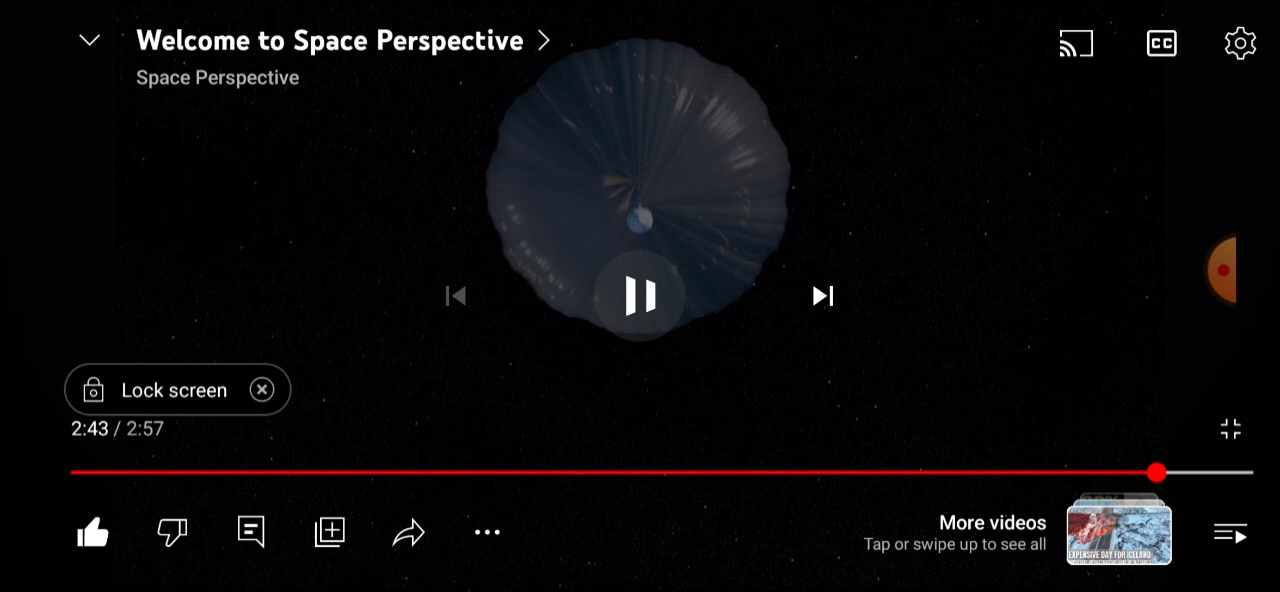 Welcome to Space Perspective
Space Perspective
CC
Lock screen
2:43 / 2:57
More videos
Tap or swipe up to see all
EXPENSIVE DAY FOR ICELAND